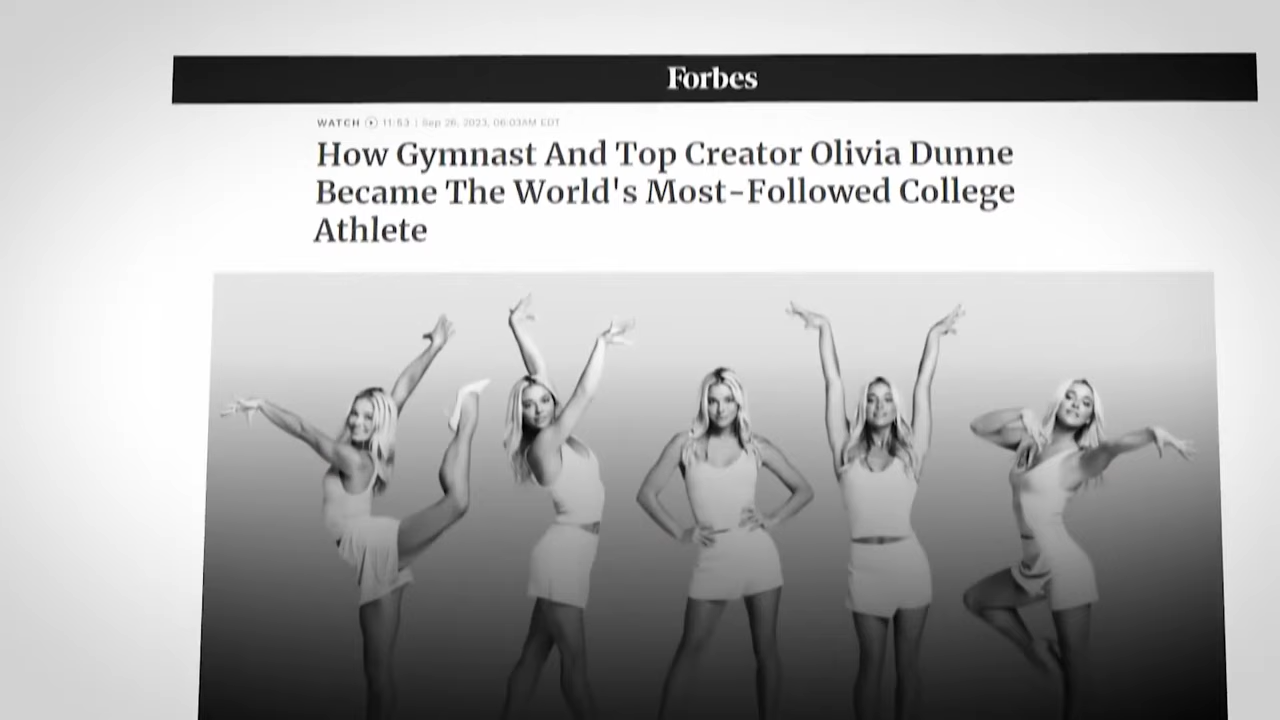 Forbes
WATCH 11:53 | Sep 26, 2023, 06:03AM EDT
How Gymnast And Top Creator Olivia Dunne
Became The World's Most-Followed College
Athlete